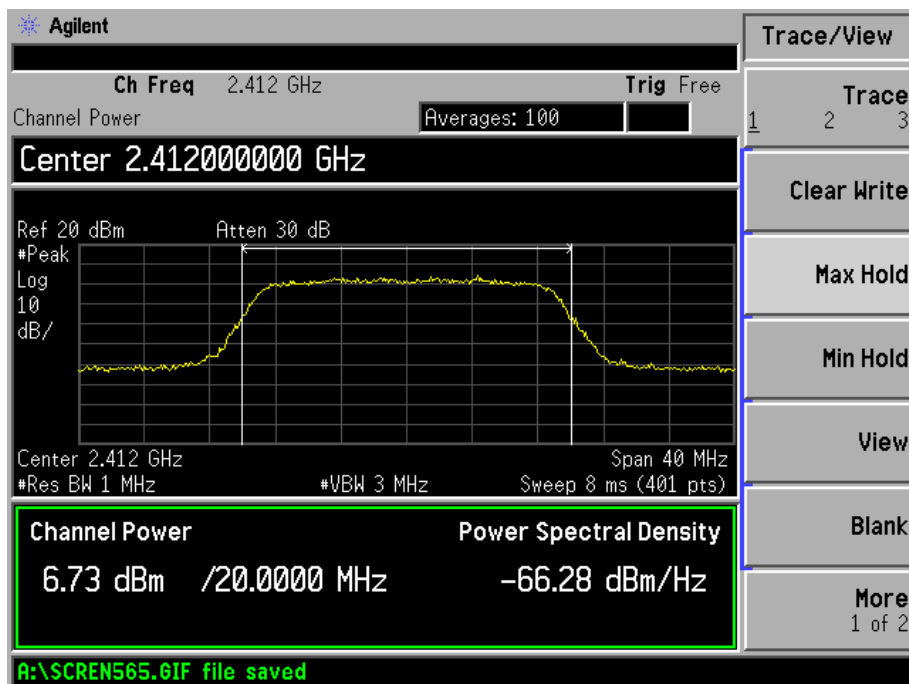 Agilent
Ch Freq 2.412 GHz Trig Free
Channel Power Averages: 100
Center 2.412000000 GHz
Ref 20 dBm Atten 30 dB
#Peak
Log
10
dB/
Center 2.412 GHz Span 40 MHz
#Res BW 1 MHz #VBW 3 MHz Sweep 8 ms (401 pts)
Channel Power Power Spectral Density
6.73 dBm /20.0000 MHz -66.28 dBm/Hz
A:\SCREN565.GIF file saved
Trace/View
Trace
1 2 3
Clear Write
Max Hold
Min Hold
View
Blank
More
1 of 2